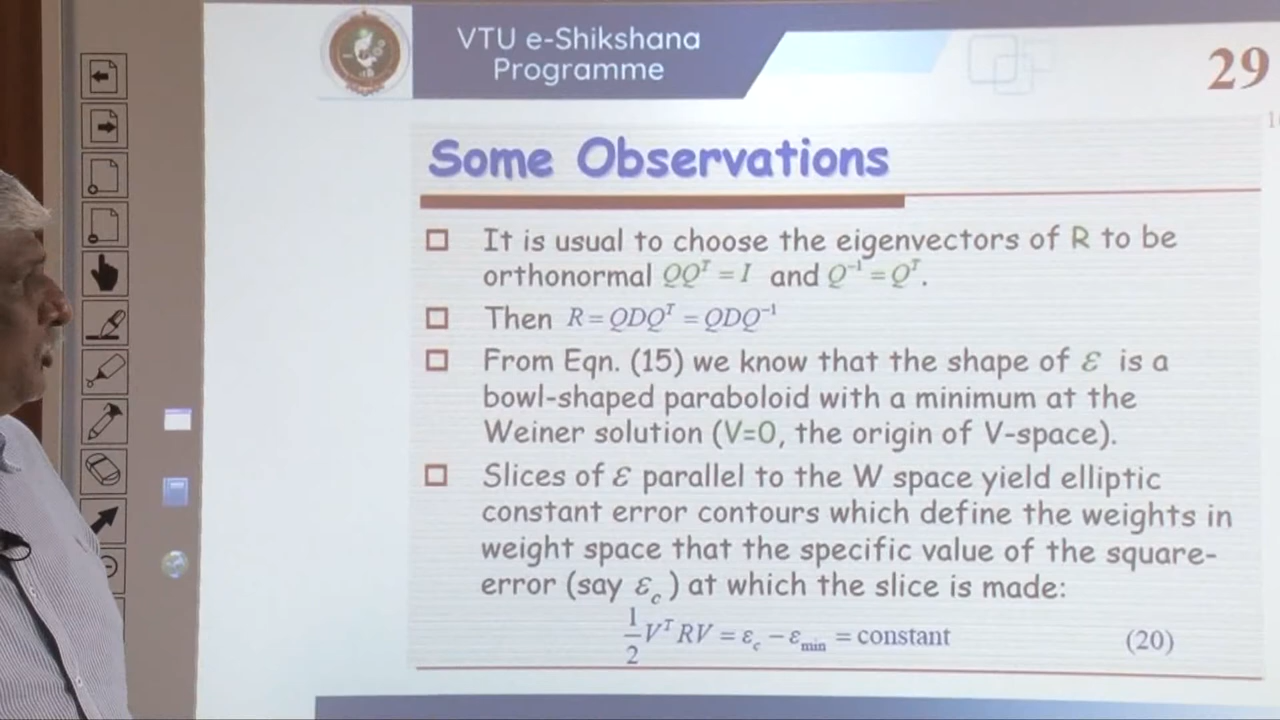 VTU e-Shikshana
Programme
29
Some Observations
It is usual to choose the eigenvectors of R to be
orthonormal QQᵀ = I and Q⁻¹ = Qᵀ.
Then R = QDQᵀ = QDQ⁻¹
From Eqn. (15) we know that the shape of ε is a
bowl-shaped paraboloid with a minimum at the
Weiner solution (V=0, the origin of V-space).
Slices of ε parallel to the W space yield elliptic
constant error contours which define the weights in
weight space that the specific value of the square-
error (say ε_c) at which the slice is made:
½ VᵀRV = ε_c − ε_min = constant (20)